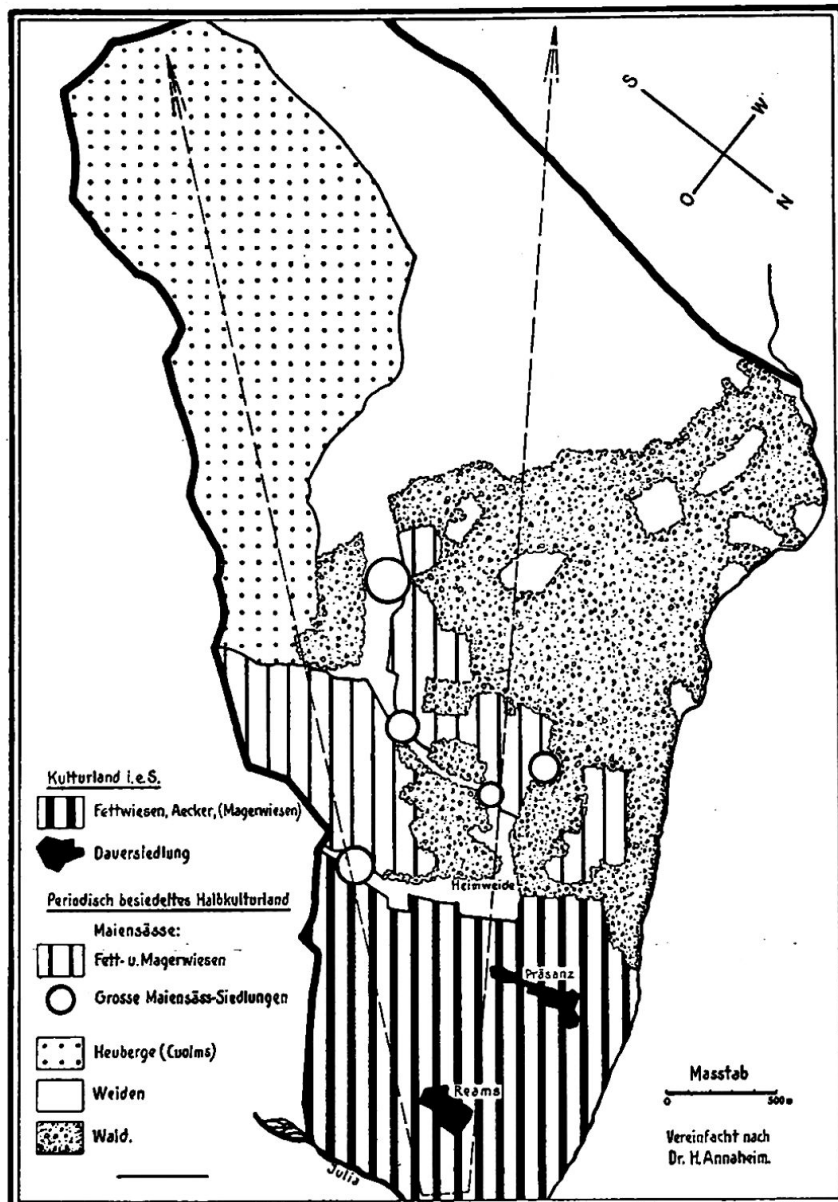 S
W
O
N
Kulturland i.e.S.
Fettwiesen, Aecker, (Magerwiesen)
Dauersiedlung
Periodisch besiedeltes Halbkulturland
Maiensässe:
Fett- u. Magerwiesen
Grosse Maiensäss-Siedlungen
Heuberge (Cuolms)
Weiden
Wald.
Heimweide
Präsanz
Reams
Julia
Masstab
0 500m
Vereinfacht nach
Dr. H. Annaheim.